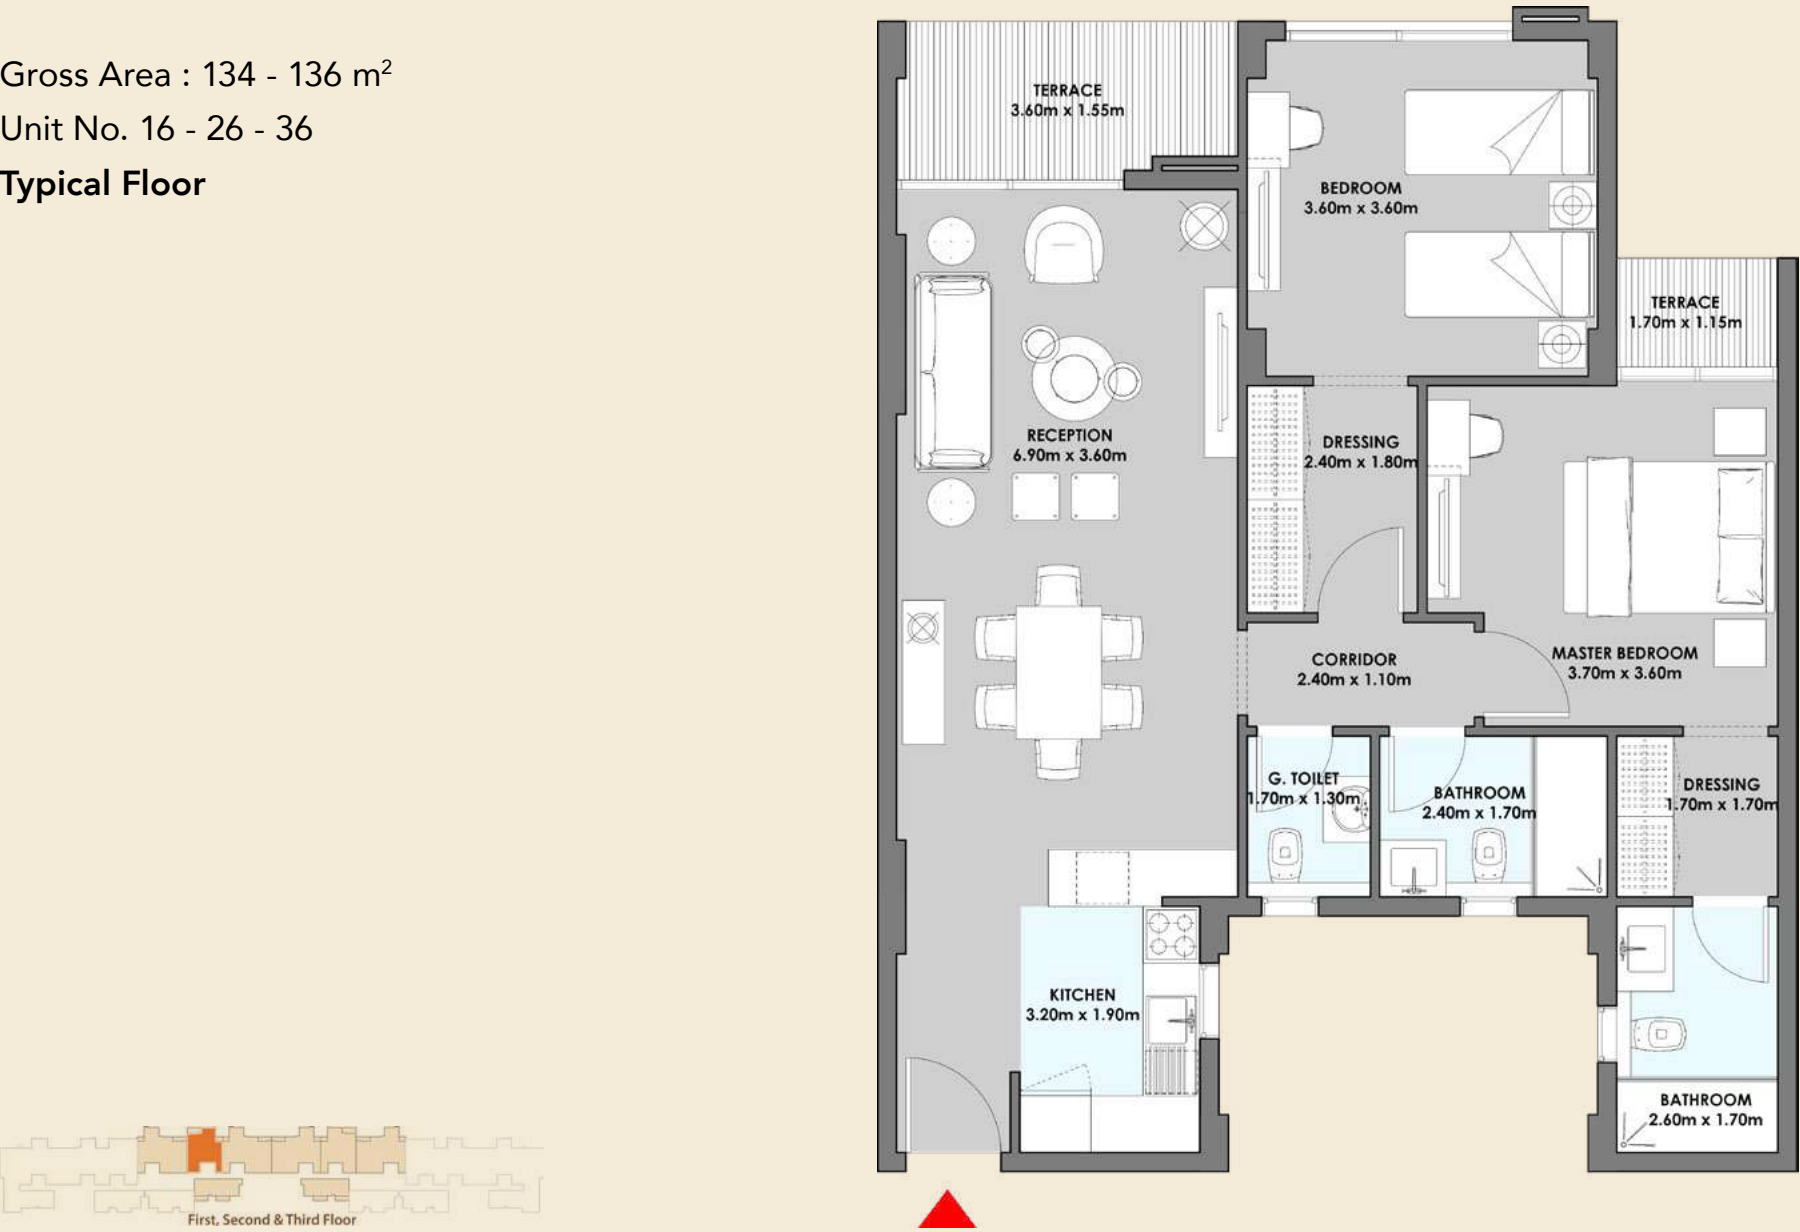 Gross Area : 134 - 136 m²
Unit No. 16 - 26 - 36
Typical Floor
TERRACE
3.60m x 1.55m
BEDROOM
3.60m x 3.60m
TERRACE
1.70m x 1.15m
RECEPTION
6.90m x 3.60m
DRESSING
2.40m x 1.80m
CORRIDOR
2.40m x 1.10m
MASTER BEDROOM
3.70m x 3.60m
G. TOILET
1.70m x 1.30m
BATHROOM
2.40m x 1.70m
DRESSING
1.70m x 1.70m
KITCHEN
3.20m x 1.90m
BATHROOM
2.60m x 1.70m
First, Second & Third Floor